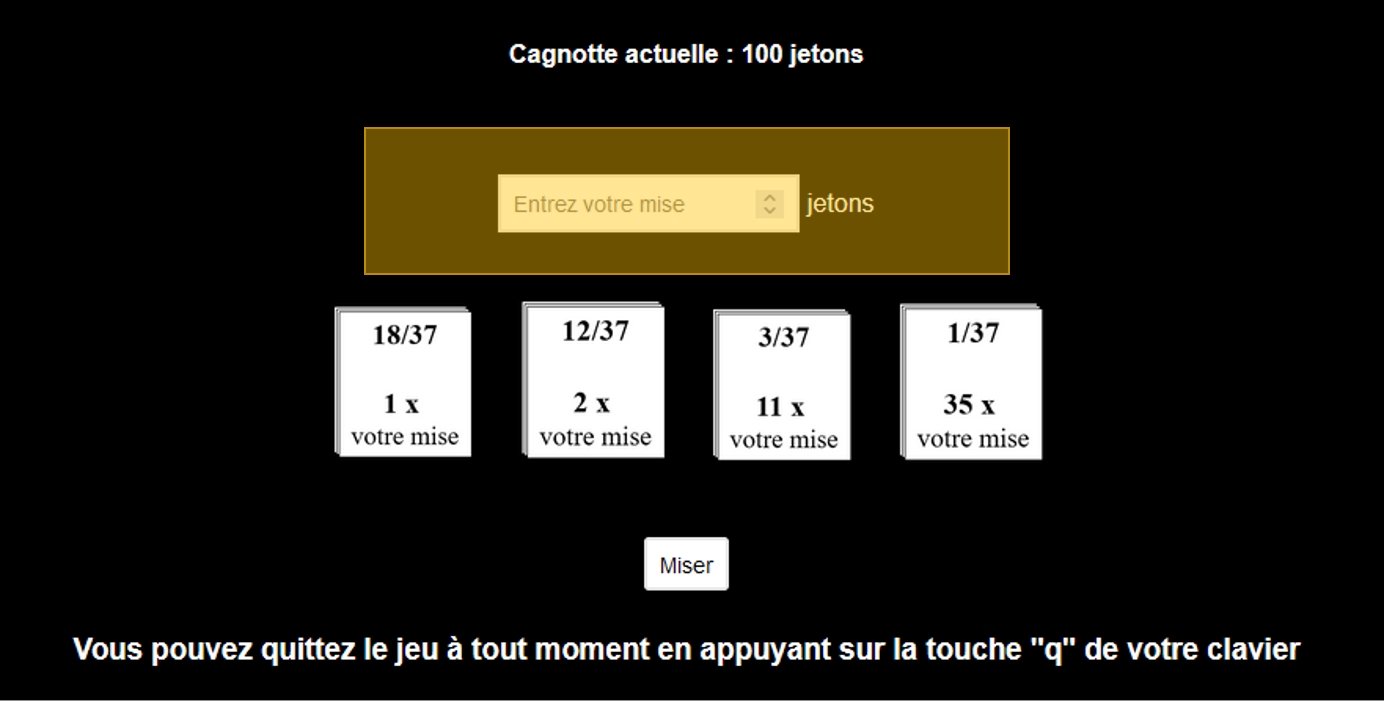 Cagnotte actuelle : 100 jetons
Entrez votre mise jetons
18/37
1 x
votre mise
12/37
2 x
votre mise
3/37
11 x
votre mise
1/37
35 x
votre mise
Miser
Vous pouvez quittez le jeu à tout moment en appuyant sur la touche "q" de votre clavier